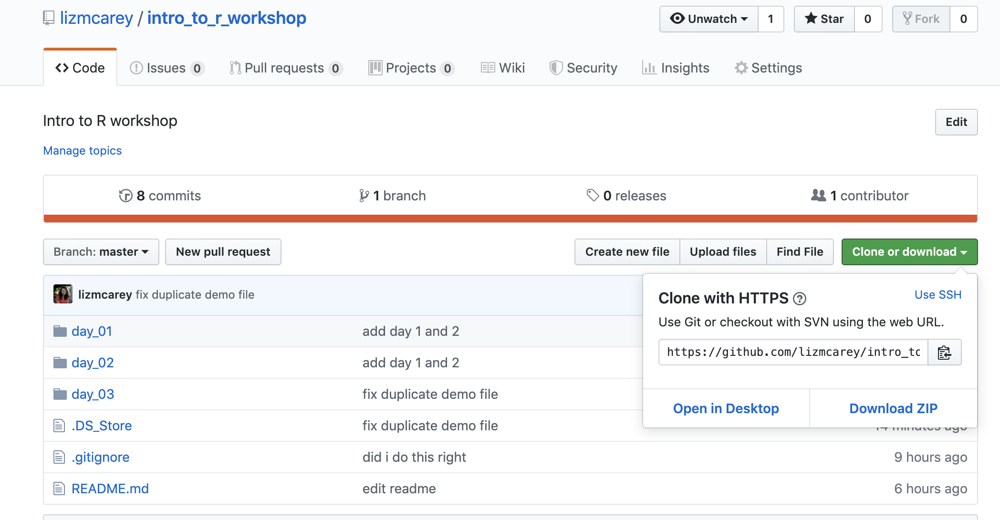 lizmcarey / intro_to_r_workshop
Unwatch 1 Star 0 Fork 0
Code Issues 0 Pull requests 0 Projects 0 Wiki Security Insights Settings
Intro to R workshop
Edit
Manage topics
8 commits 1 branch 0 releases 1 contributor
Branch: master New pull request Create new file Upload files Find File Clone or download
lizmcarey fix duplicate demo file
Clone with HTTPS Use SSH
Use Git or checkout with SVN using the web URL.
https://github.com/lizmcarey/intro_to
Open in Desktop Download ZIP
day_01 add day 1 and 2
day_02 add day 1 and 2
day_03 fix duplicate demo file
.DS_Store fix duplicate demo file 14 minutes ago
.gitignore did i do this right 9 hours ago
README.md edit readme 6 hours ago